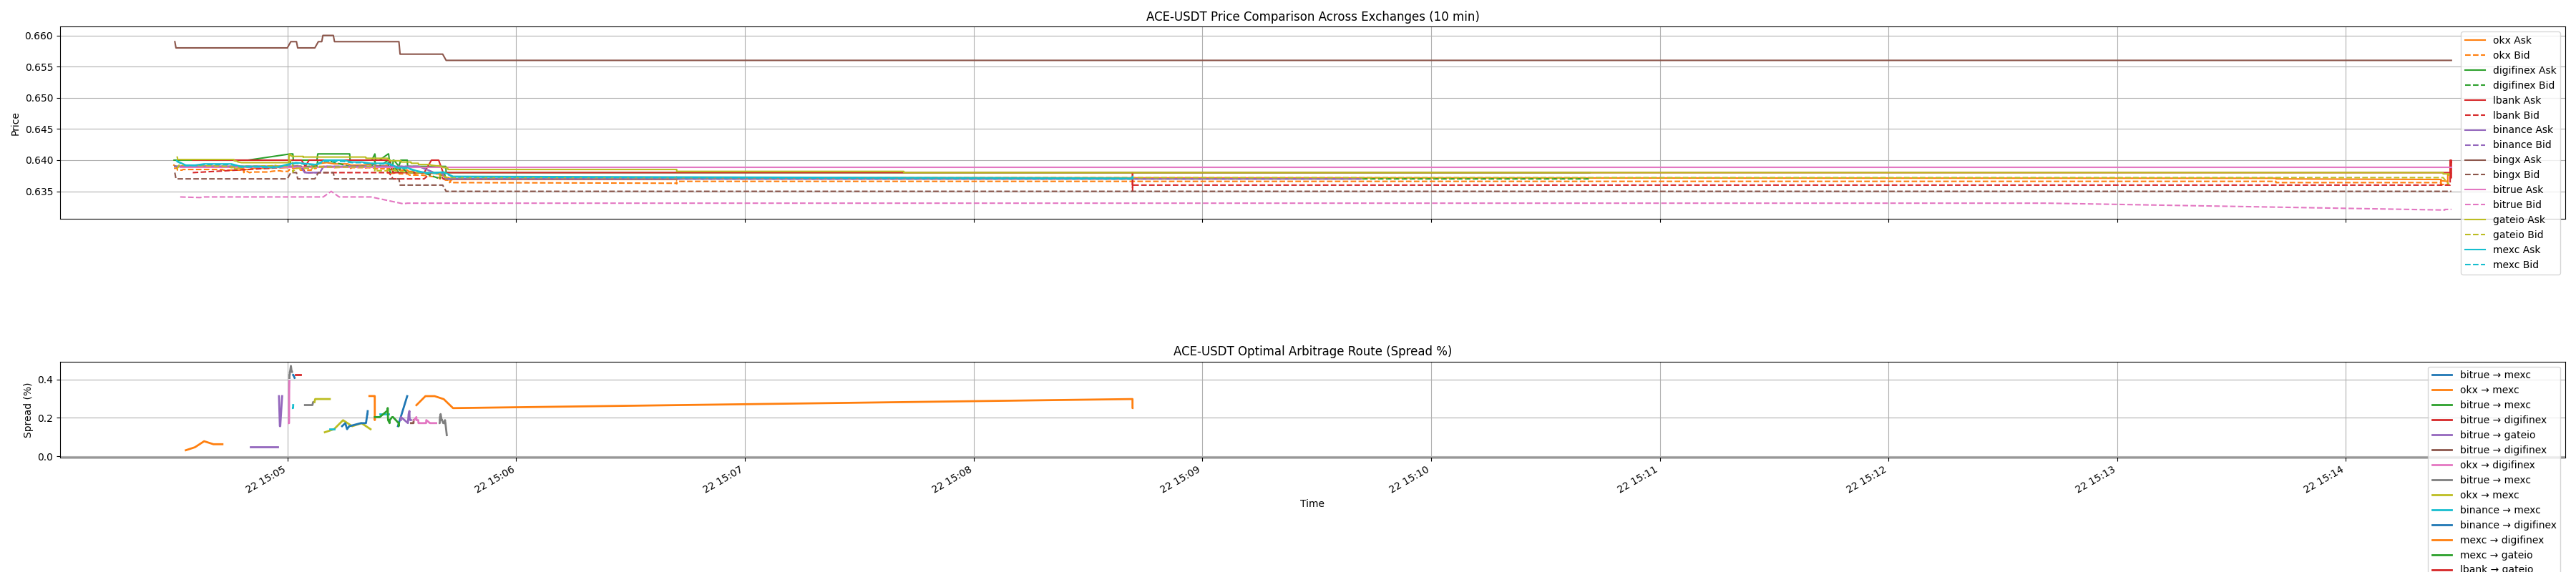 ACE-USDT Price Comparison Across Exchanges (10 min)
Price
0.660
0.655
0.650
0.645
0.640
0.635
okx Ask
okx Bid
digifinex Ask
digifinex Bid
lbank Ask
lbank Bid
binance Ask
binance Bid
bingx Ask
bingx Bid
bitrue Ask
bitrue Bid
gateio Ask
gateio Bid
mexc Ask
mexc Bid
ACE-USDT Optimal Arbitrage Route (Spread %)
Spread (%)
0.4
0.2
0.0
22 15:05
22 15:06
22 15:07
22 15:08
22 15:09
22 15:10
22 15:11
22 15:12
22 15:13
22 15:14
Time
bitrue → mexc
okx → mexc
bitrue → mexc
bitrue → digifinex
bitrue → gateio
bitrue → digifinex
okx → digifinex
bitrue → mexc
okx → mexc
binance → mexc
binance → digifinex
mexc → digifinex
mexc → gateio
lbank → gateio